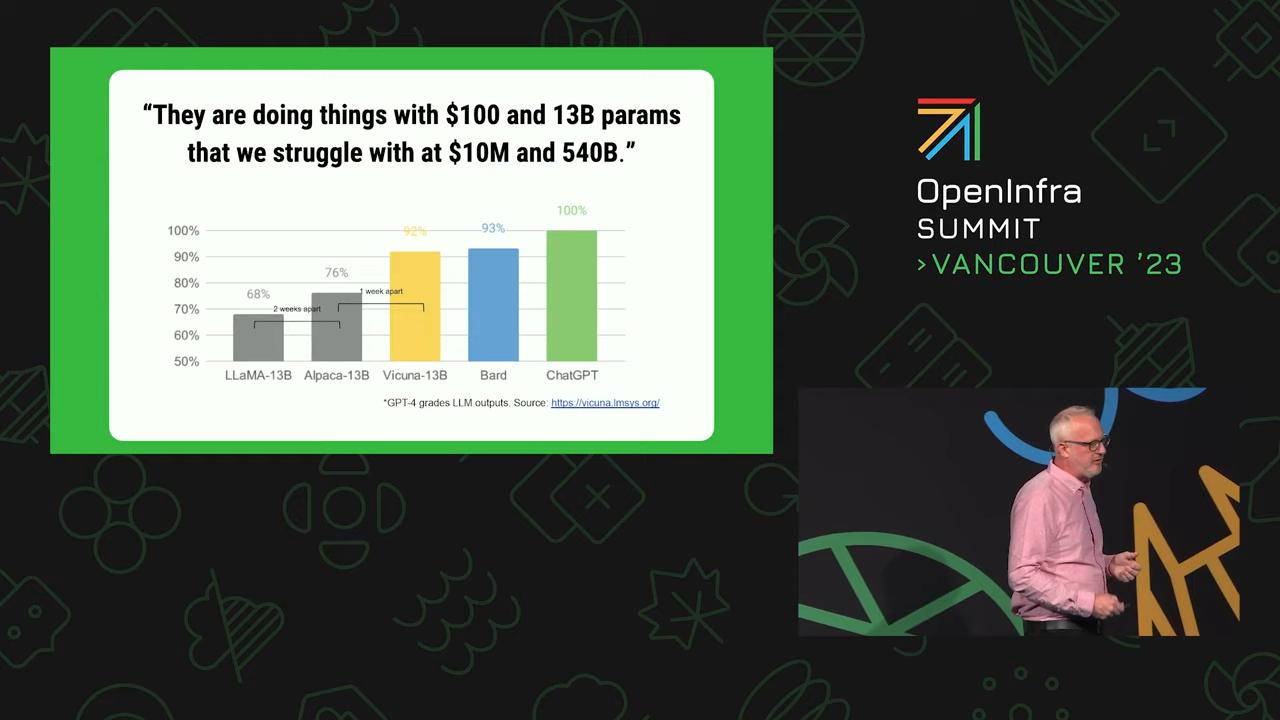 “They are doing things with $100 and 13B params
that we struggle with at $10M and 540B.”
100%
90%
80%
70%
60%
50%
68%
76%
92%
93%
100%
2 weeks apart
1 week apart
LLaMA-13B
Alpaca-13B
Vicuna-13B
Bard
ChatGPT
*GPT-4 grades LLM outputs. Source: https://vicuna.lmsys.org/
OpenInfra
SUMMIT
>VANCOUVER ’23